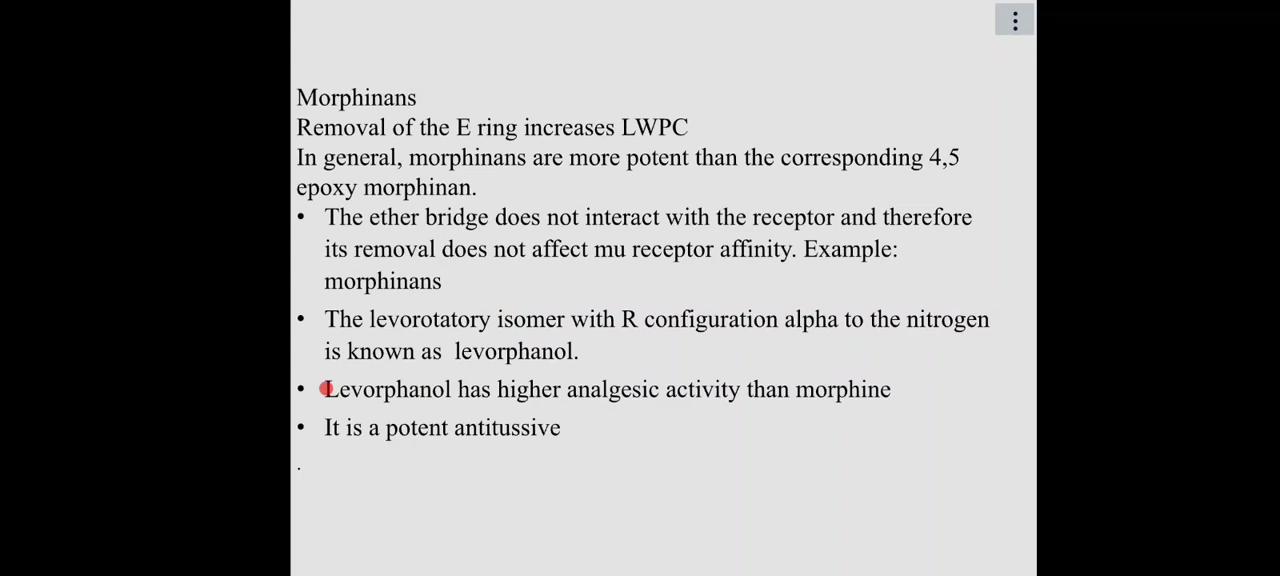 Morphinans
Removal of the E ring increases LWPC
In general, morphinans are more potent than the corresponding 4,5
epoxy morphinan.
• The ether bridge does not interact with the receptor and therefore
its removal does not affect mu receptor affinity. Example:
morphinans
• The levorotatory isomer with R configuration alpha to the nitrogen
is known as levorphanol.
• Levorphanol has higher analgesic activity than morphine
• It is a potent antitussive
.